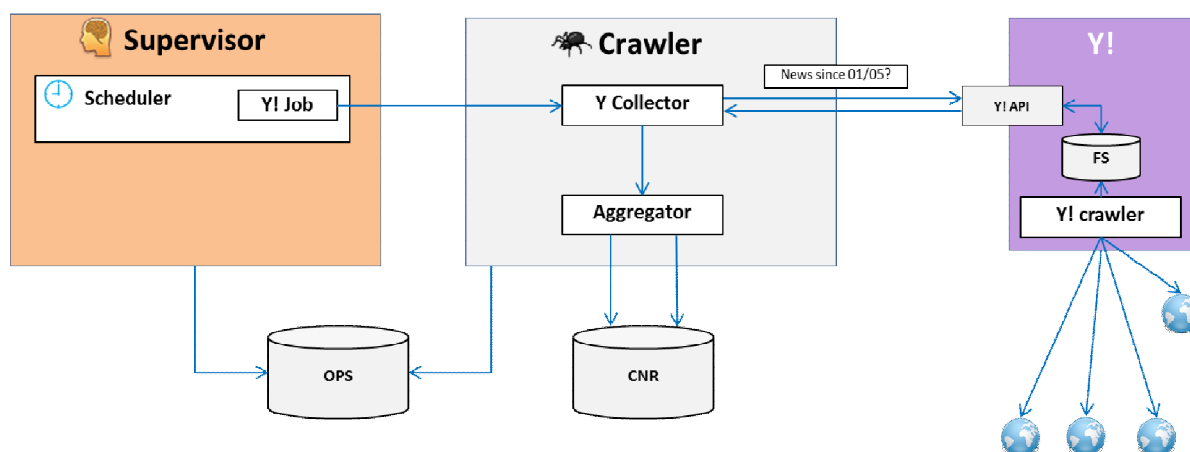 Supervisor
Scheduler
Y! Job
Crawler
Y Collector
Aggregator
News since 01/05?
Y!
Y! API
FS
Y! crawler
OPS
CNR